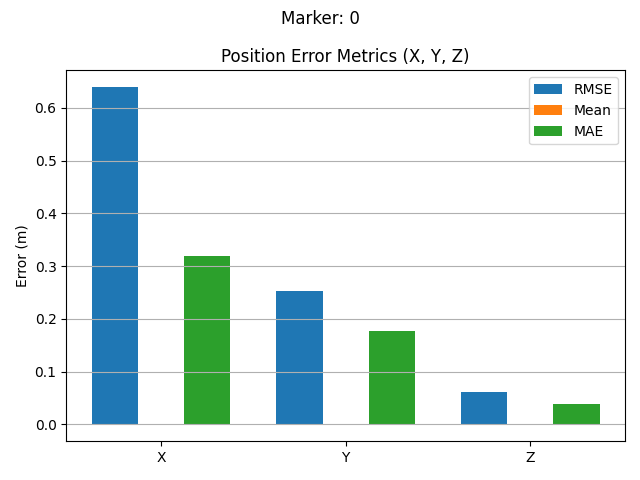 Marker: 0
Position Error Metrics (X, Y, Z)
RMSE
Mean
MAE
Error (m)
0.6
0.5
0.4
0.3
0.2
0.1
0.0
X Y Z